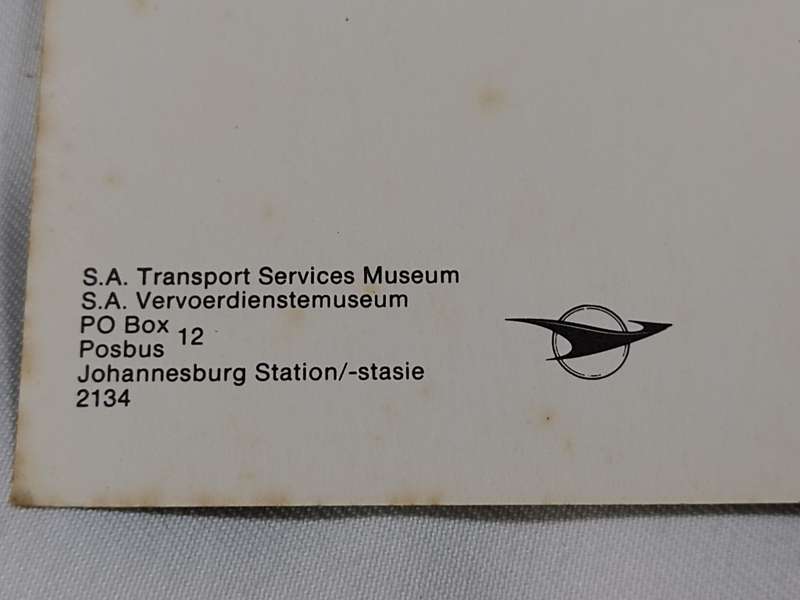 S.A. Transport Services Museum
S.A. Vervoerdienstemuseum
PO Box 12
Posbus
Johannesburg Station/-stasie
2134